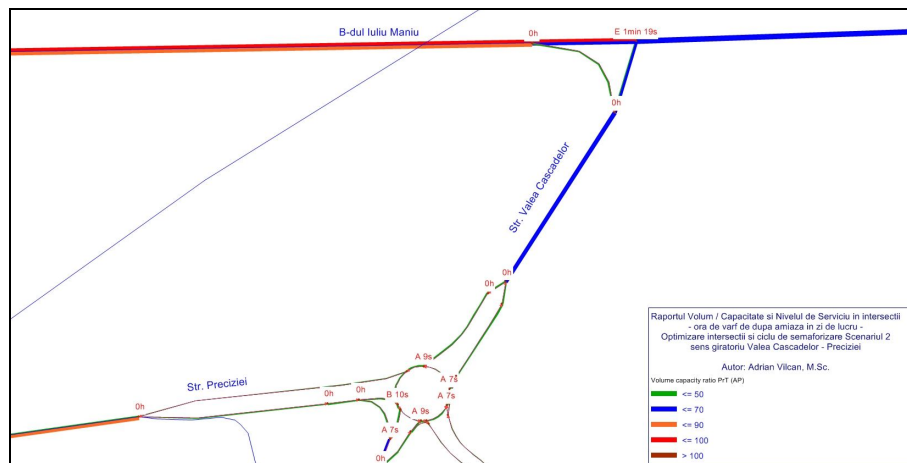 B-dul Iuliu Maniu
0h
E 1min 19s
0h
Str. Valea Cascadelor
0h
0h
Raportul Volum / Capacitate si Nivelul de Serviciu in intersectii
- ora de varf de dupa amiaza in zi de lucru -
Optimizare intersectii si ciclu de semaforizare Scenariul 2
sens giratoriu Valea Cascadelor - Preciziei
Autor: Adrian Vilcan, M.Sc.
Volume capacity ratio PrT (AP)
<= 50
<= 70
<= 90
<= 100
> 100
A 9s
Str. Preciziei
A 7s
0h
0h
B 10s
A 7s
0h
A 9s
A 7s
0h